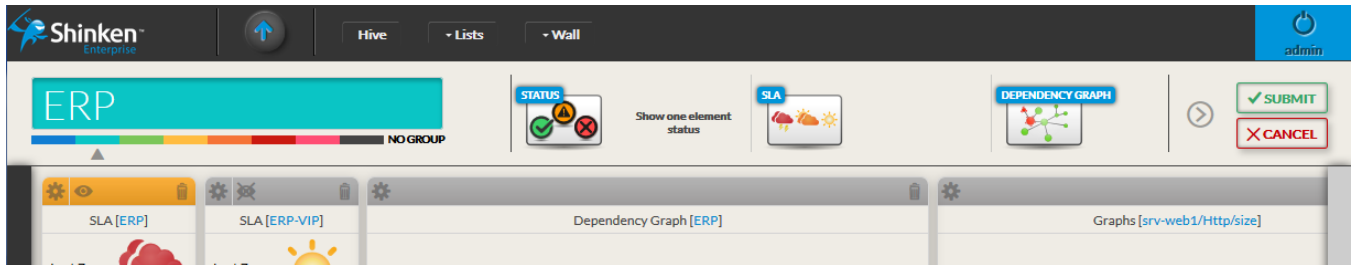 Shinken™
Enterprise
Hive
Lists
Wall
admin
ERP
NO GROUP
STATUS
Show one element
status
SLA
DEPENDENCY GRAPH
SUBMIT
CANCEL
SLA [ERP]
SLA [ERP-VIP]
Dependency Graph [ERP]
Graphs [srv-web1/Http/size]